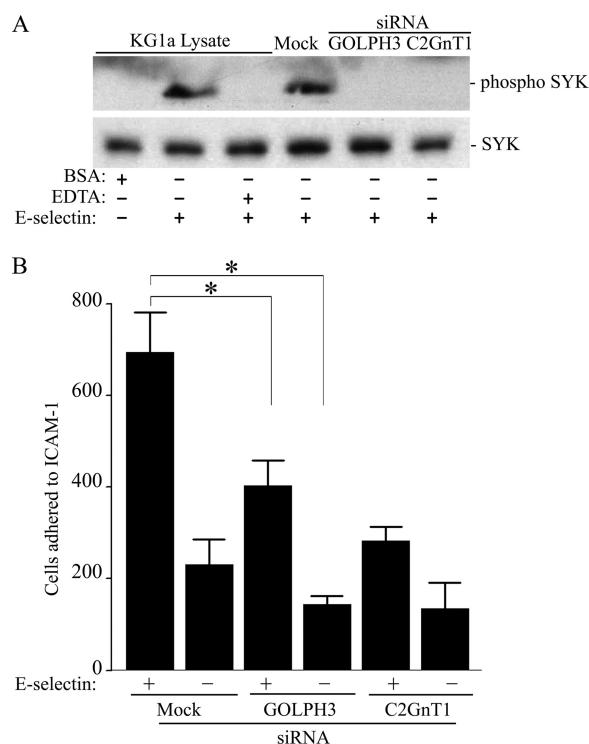 A
siRNA
KG1a Lysate Mock GOLPH3 C2GnT1
- phospho SYK
- SYK
BSA: + – – – – –
EDTA: – – + – – –
E-selectin: – + + + + +
B
* 
*
800
600
400
200
0
Cells adhered to ICAM-1
E-selectin: + – + – + –
Mock GOLPH3 C2GnT1
siRNA